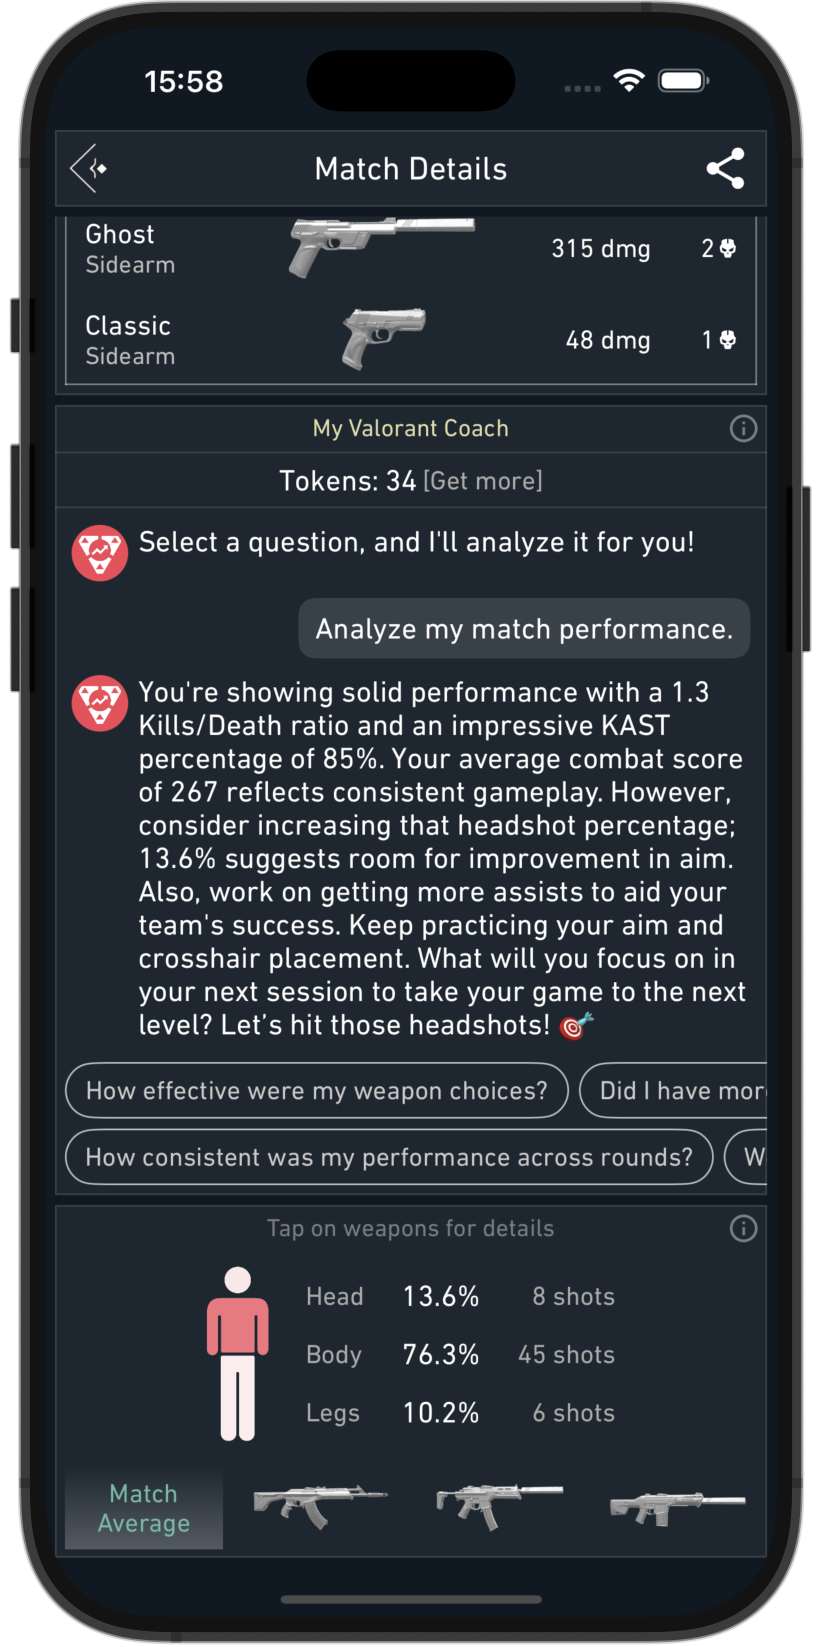 15:58
Match Details
Ghost
Sidearm
315 dmg
2
Classic
Sidearm
48 dmg
1
My Valorant Coach
Tokens: 34 [Get more]
Select a question, and I'll analyze it for you!
Analyze my match performance.
You're showing solid performance with a 1.3
Kills/Death ratio and an impressive KAST
percentage of 85%. Your average combat score
of 267 reflects consistent gameplay. However,
consider increasing that headshot percentage;
13.6% suggests room for improvement in aim.
Also, work on getting more assists to aid your
team's success. Keep practicing your aim and
crosshair placement. What will you focus on in
your next session to take your game to the next
level? Let’s hit those headshots! 🎯
How effective were my weapon choices?
Did I have mor
How consistent was my performance across rounds?
W
Tap on weapons for details
Head 13.6% 8 shots
Body 76.3% 45 shots
Legs 10.2% 6 shots
Match
Average